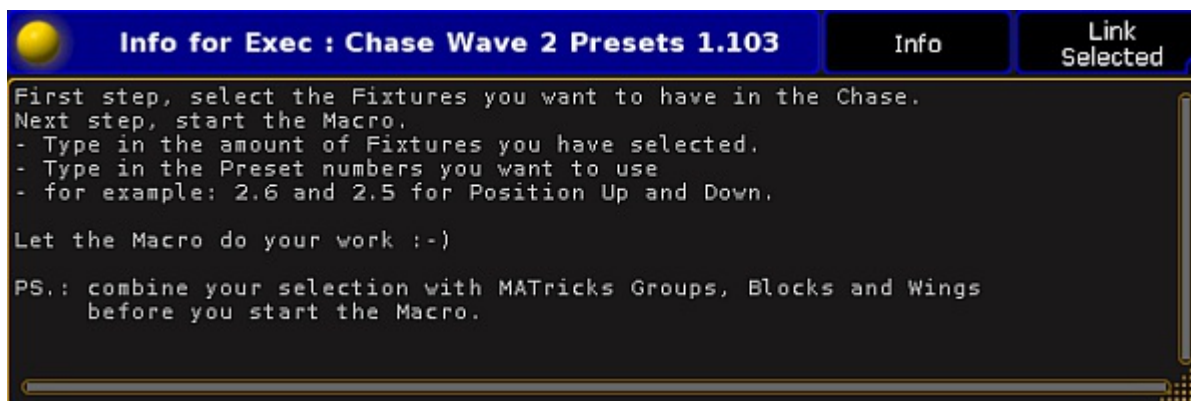 Info for Exec : Chase Wave 2 Presets 1.103
Info
Link
Selected
First step, select the Fixtures you want to have in the Chase.
Next step, start the Macro.
- Type in the amount of Fixtures you have selected.
- Type in the Preset numbers you want to use
- for example: 2.6 and 2.5 for Position Up and Down.
Let the Macro do your work :-)
PS.: combine your selection with MATricks Groups, Blocks and Wings
before you start the Macro.